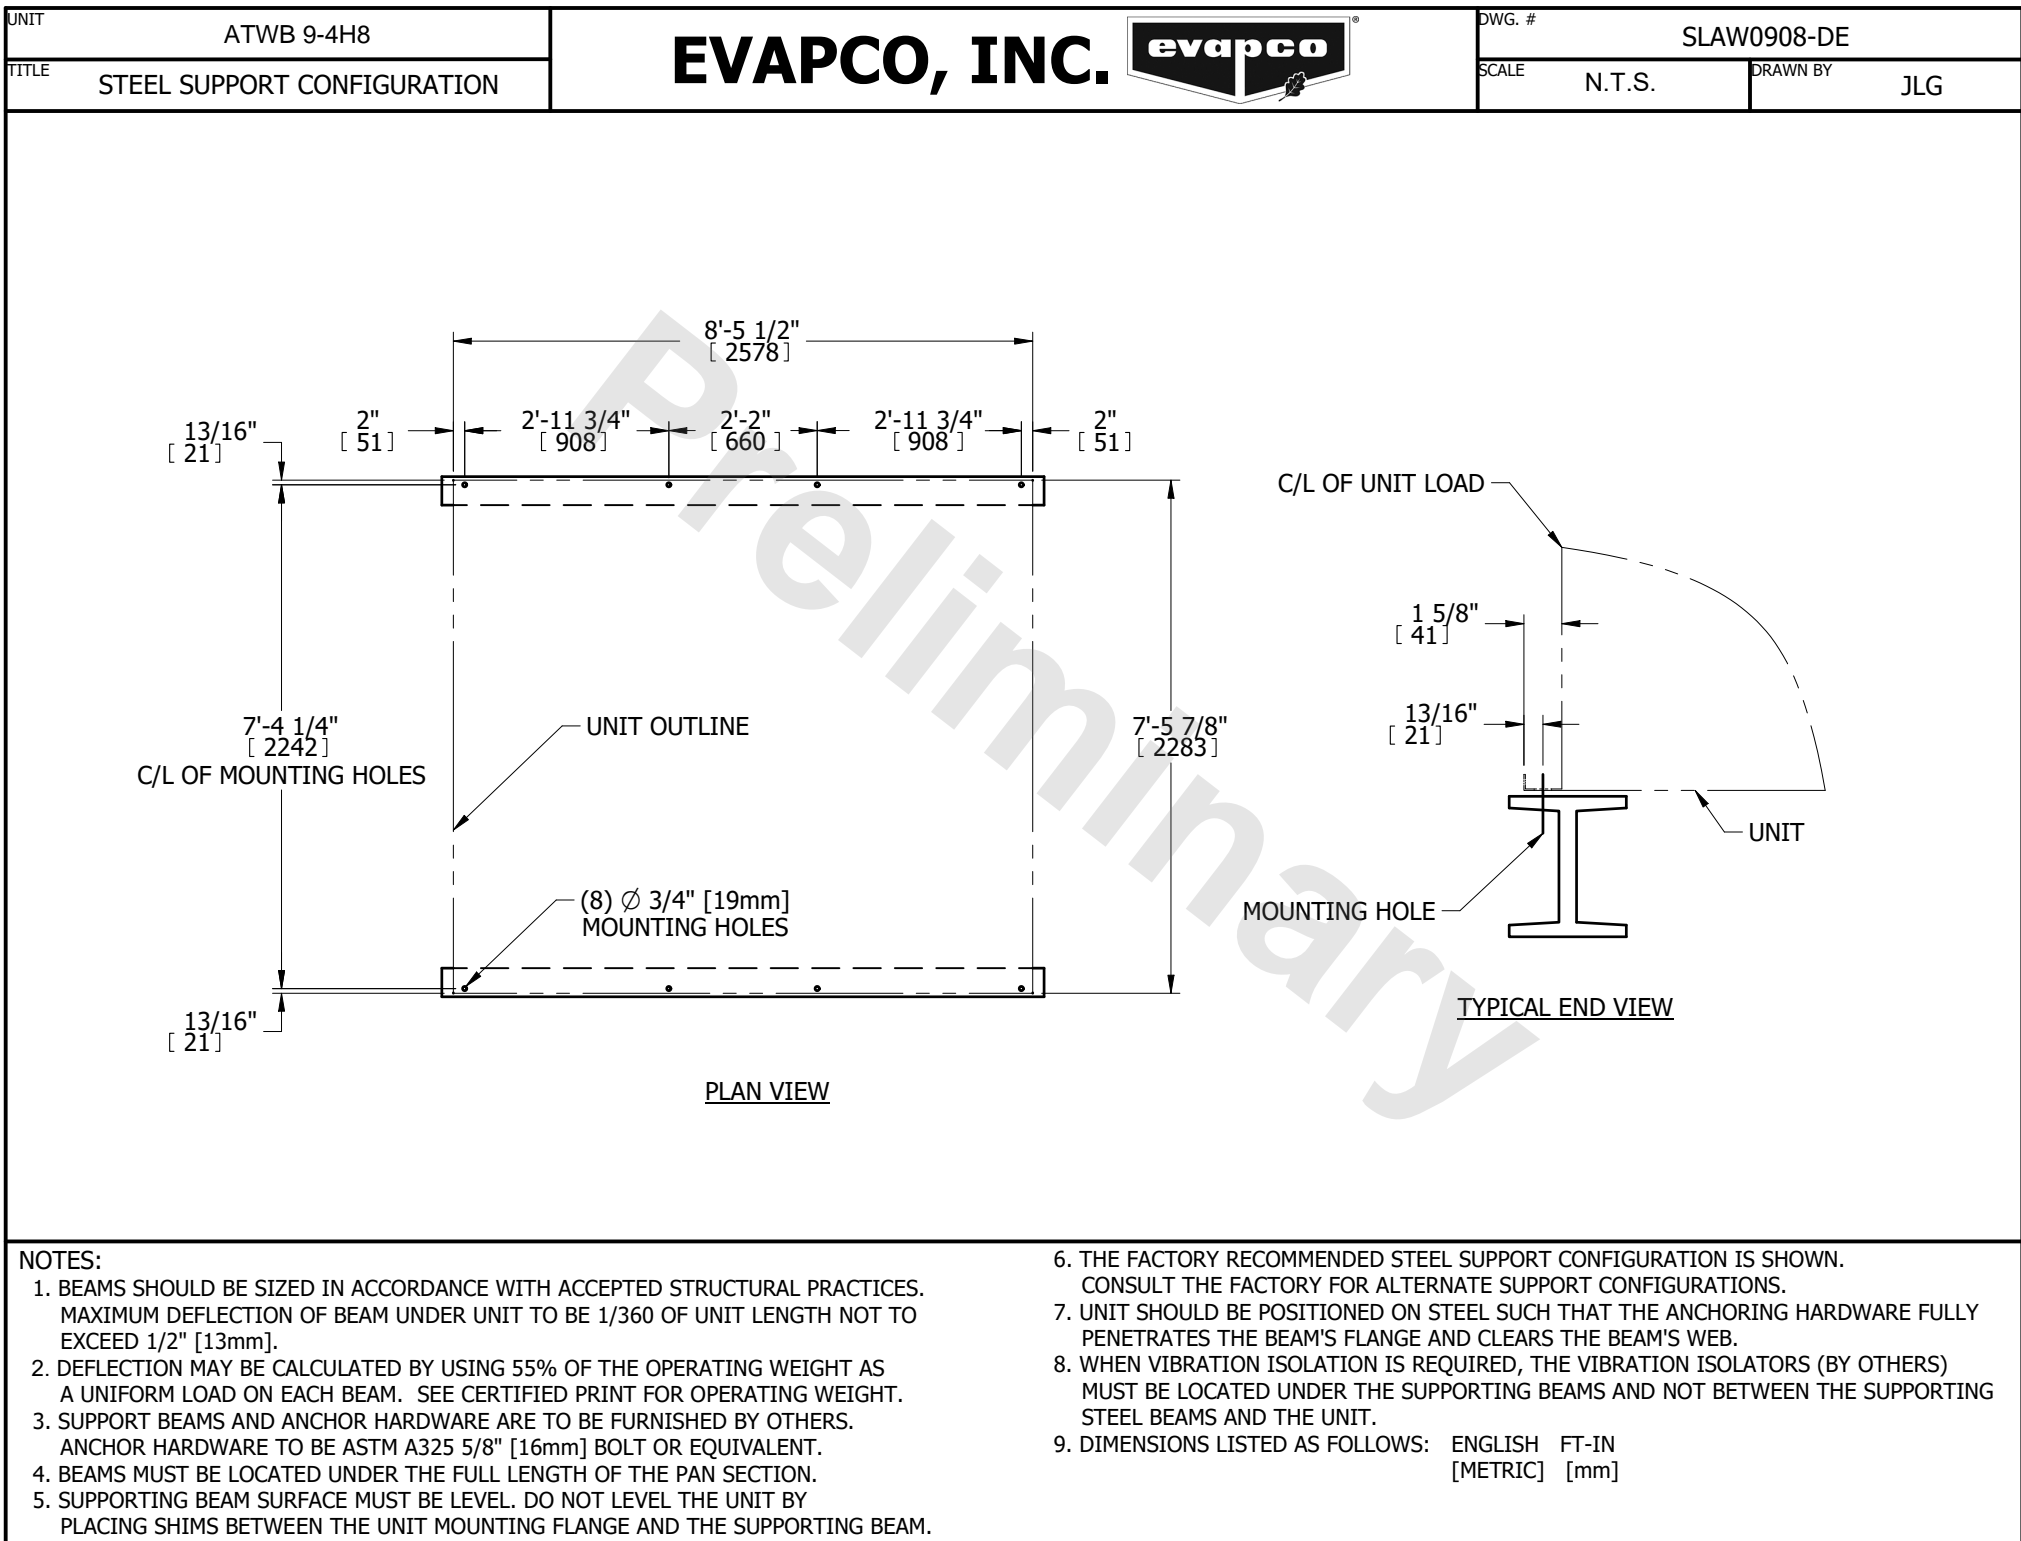 UNIT
ATWB 9-4H8
TITLE
STEEL SUPPORT CONFIGURATION
EVAPCO, INC.
evapco
®
DWG. #
SLAW0908-DE
SCALE
N.T.S.
DRAWN BY
JLG
8'-5 1/2"
[ 2578 ]
13/16"
[ 21 ]
2"
[ 51 ]
2'-11 3/4"
[ 908 ]
2'-2"
[ 660 ]
2'-11 3/4"
[ 908 ]
2"
[ 51 ]
7'-4 1/4"
[ 2242 ]
C/L OF MOUNTING HOLES
UNIT OUTLINE
7'-5 7/8"
[ 2283 ]
(8) Ø 3/4" [19mm]
MOUNTING HOLES
13/16"
[ 21 ]
PLAN VIEW
C/L OF UNIT LOAD
1 5/8"
[ 41 ]
13/16"
[ 21 ]
UNIT
MOUNTING HOLE
TYPICAL END VIEW
Preliminary
NOTES:
1. BEAMS SHOULD BE SIZED IN ACCORDANCE WITH ACCEPTED STRUCTURAL PRACTICES.
MAXIMUM DEFLECTION OF BEAM UNDER UNIT TO BE 1/360 OF UNIT LENGTH NOT TO
EXCEED 1/2" [13mm].
2. DEFLECTION MAY BE CALCULATED BY USING 55% OF THE OPERATING WEIGHT AS
A UNIFORM LOAD ON EACH BEAM. SEE CERTIFIED PRINT FOR OPERATING WEIGHT.
3. SUPPORT BEAMS AND ANCHOR HARDWARE ARE TO BE FURNISHED BY OTHERS.
ANCHOR HARDWARE TO BE ASTM A325 5/8" [16mm] BOLT OR EQUIVALENT.
4. BEAMS MUST BE LOCATED UNDER THE FULL LENGTH OF THE PAN SECTION.
5. SUPPORTING BEAM SURFACE MUST BE LEVEL. DO NOT LEVEL THE UNIT BY
PLACING SHIMS BETWEEN THE UNIT MOUNTING FLANGE AND THE SUPPORTING BEAM.
6. THE FACTORY RECOMMENDED STEEL SUPPORT CONFIGURATION IS SHOWN.
CONSULT THE FACTORY FOR ALTERNATE SUPPORT CONFIGURATIONS.
7. UNIT SHOULD BE POSITIONED ON STEEL SUCH THAT THE ANCHORING HARDWARE FULLY
PENETRATES THE BEAM'S FLANGE AND CLEARS THE BEAM'S WEB.
8. WHEN VIBRATION ISOLATION IS REQUIRED, THE VIBRATION ISOLATORS (BY OTHERS)
MUST BE LOCATED UNDER THE SUPPORTING BEAMS AND NOT BETWEEN THE SUPPORTING
STEEL BEAMS AND THE UNIT.
9. DIMENSIONS LISTED AS FOLLOWS: ENGLISH FT-IN
[METRIC] [mm]